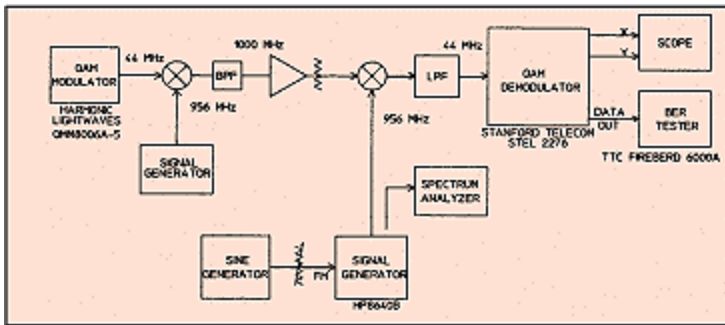 QAM
MODULATOR
HARMONIC
LIGHTWAVES
QMM8006A-5
44 MHz
956 MHz
SIGNAL
GENERATOR
BPF
1000 MHz
956 MHz
LPF
44 MHz
QAM
DEMODULATOR
STANFORD TELECOM
STEL 2276
X
Y
SCOPE
DATA
OUT
BER
TESTER
TTC FIREBERD 6000A
SPECTRUM
ANALYZER
SINE
GENERATOR
FM
SIGNAL
GENERATOR
HP8640B